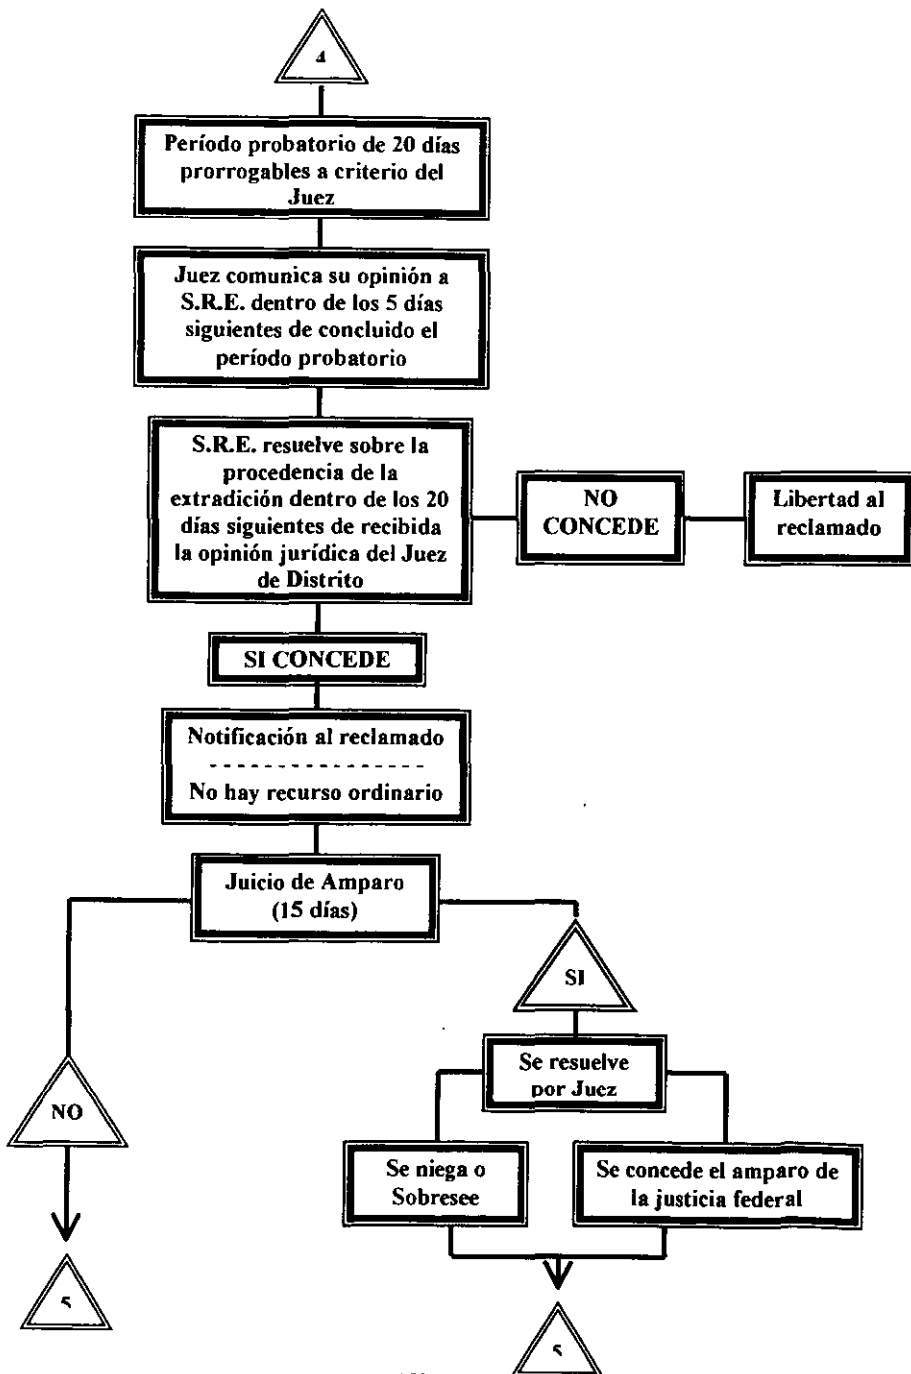 4
Período probatorio de 20 días
prorrogables a criterio del
Juez
Juez comunica su opinión a
S.R.E. dentro de los 5 días
siguientes de concluido el
período probatorio
S.R.E. resuelve sobre la
procedencia de la
extradición dentro de los 20
días siguientes de recibida
la opinión jurídica del Juez
de Distrito
NO
CONCEDE
Libertad al
reclamado
SI CONCEDE
Notificación al reclamado
- - - - - - - - - - - - - - - - -
No hay recurso ordinario
Juicio de Amparo
(15 días)
SI
Se resuelve
por Juez
NO
Se niega o
Sobresee
Se concede el amparo de
la justicia federal
5
5